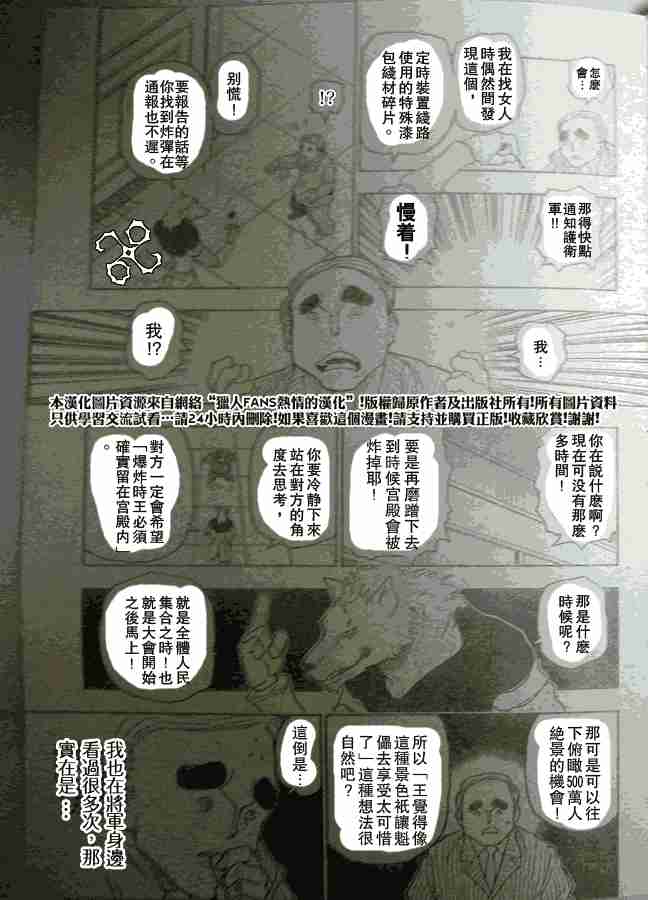 怎麼
會…
我在找女人
時偶然間發
現這個，
定時裝置綫路
使用的特殊漆
包綫材碎片。
!?
别慌！
要報告的話等
你找到炸彈在
通報也不遲。
那得快點
通知護衛
軍!!
慢着！
我…
我!?
本漢化圖片資源來自網絡“獵人FANS熱情的漢化”!版權歸原作者及出版社所有!所有圖片資料
只供學習交流試看…請24小時內刪除!如果喜歡這個漫畫!請支持並購買正版!收藏欣賞!謝謝!
你在説什麽啊？
現在可没有那麽
多時間！
要是再磨蹭下去
到時候宫殿會被
炸掉耶！
你要冷静下來
站在對方的角
度去思考，
對方一定會希望
「爆炸時王必須
確實留在宫殿内」
。
那是什麽
時候呢？
就是全體人民
集合之時！也
就是大會開始
之後馬上！
那可是可以往
下俯瞰500萬人
絶景的機會！
所以「王覺得像
這種景色衹讓魁
儡去享受太可惜
了」這種想法很
自然吧？
這倒是…
我也在將軍身邊
看過很多次，那
實在是…